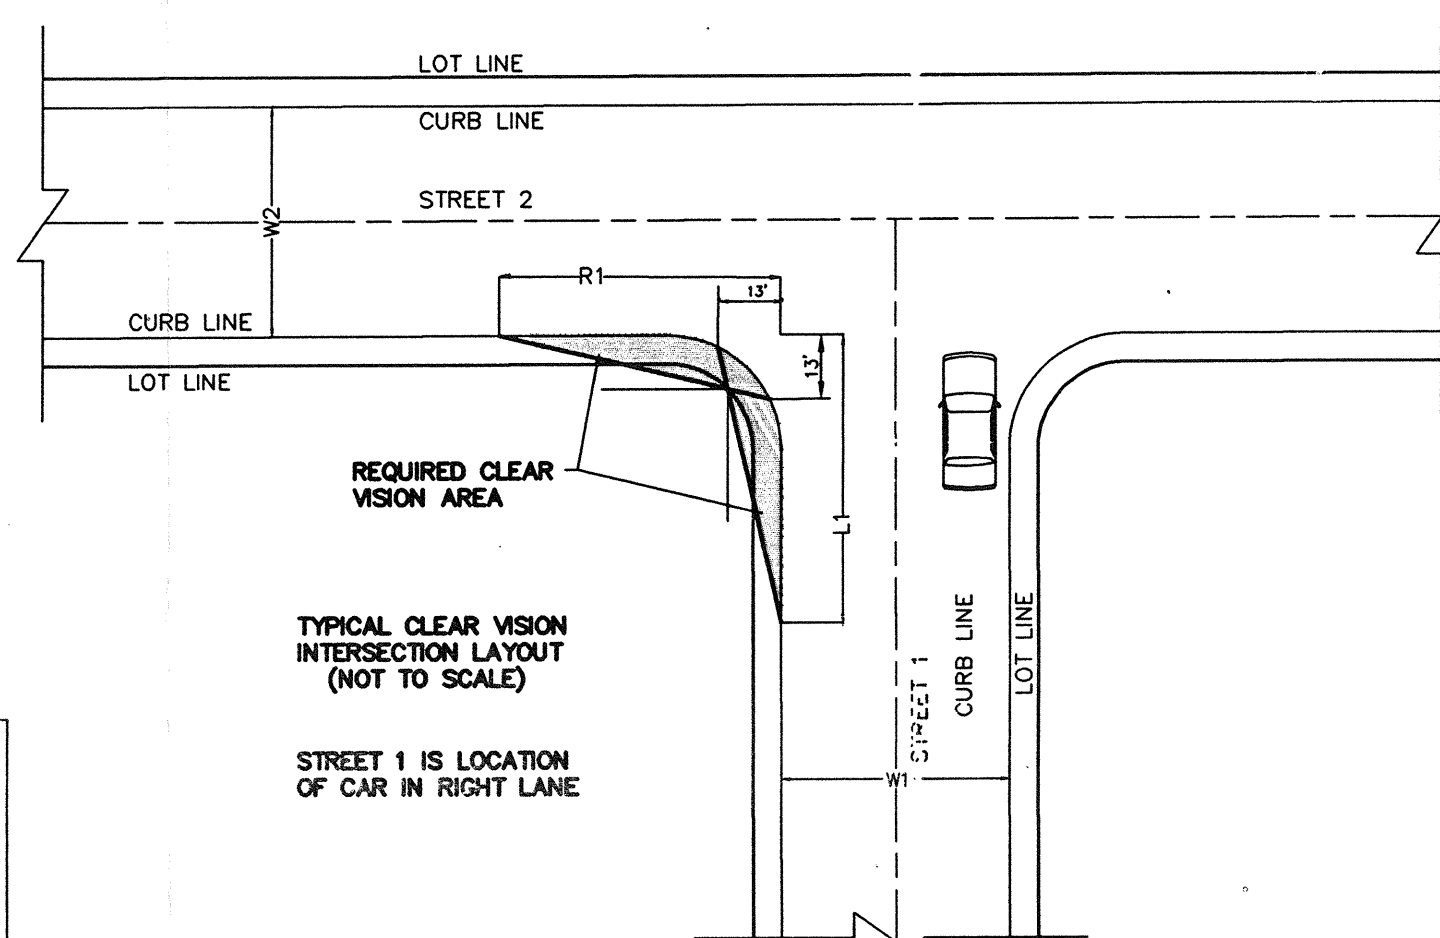 LOT LINE
CURB LINE
STREET 2
W2
R1
13'
CURB LINE
LOT LINE
13'
L1
REQUIRED CLEAR
VISION AREA
TYPICAL CLEAR VISION
INTERSECTION LAYOUT
(NOT TO SCALE)
STREET 1
CURB LINE
LOT LINE
STREET 1 IS LOCATION
OF CAR IN RIGHT LANE
W1